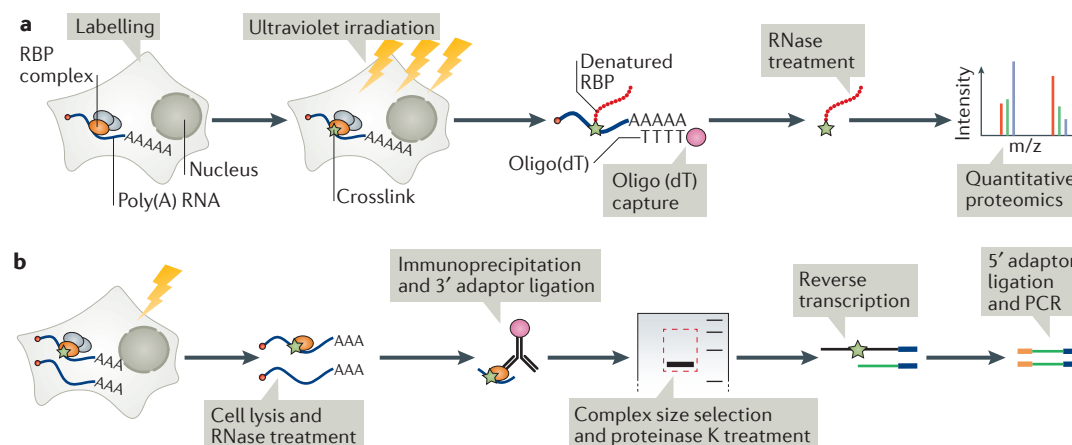 a
Labelling
Ultraviolet irradiation
RBP
complex
AAAAA
Nucleus
Poly(A) RNA
AAAAA
Crosslink
Denatured
RBP
AAAAA
TTTT
Oligo(dT)
Oligo (dT)
capture
RNase
treatment
Intensity
m/z
Quantitative
proteomics
b
AAA
AAA
AAA
AAA
Cell lysis and
RNase treatment
Immunoprecipitation
and 3′ adaptor ligation
Complex size selection
and proteinase K treatment
Reverse
transcription
5′ adaptor
ligation
and PCR